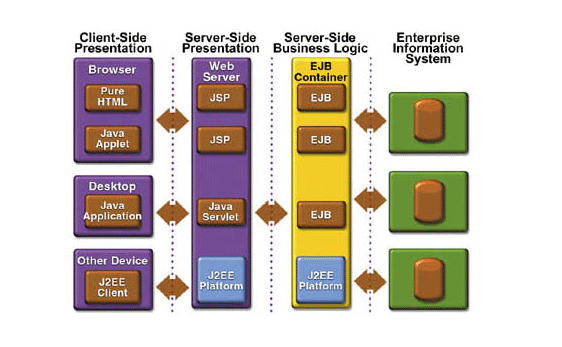 Client-Side
Presentation
Server-Side
Presentation
Server-Side
Business Logic
Enterprise
Information
System
Browser
Pure
HTML
Java
Applet
Desktop
Java
Application
Other Device
J2EE
Client
Web
Server
JSP
JSP
Java
Servlet
J2EE
Platform
EJB
Container
EJB
EJB
EJB
J2EE
Platform